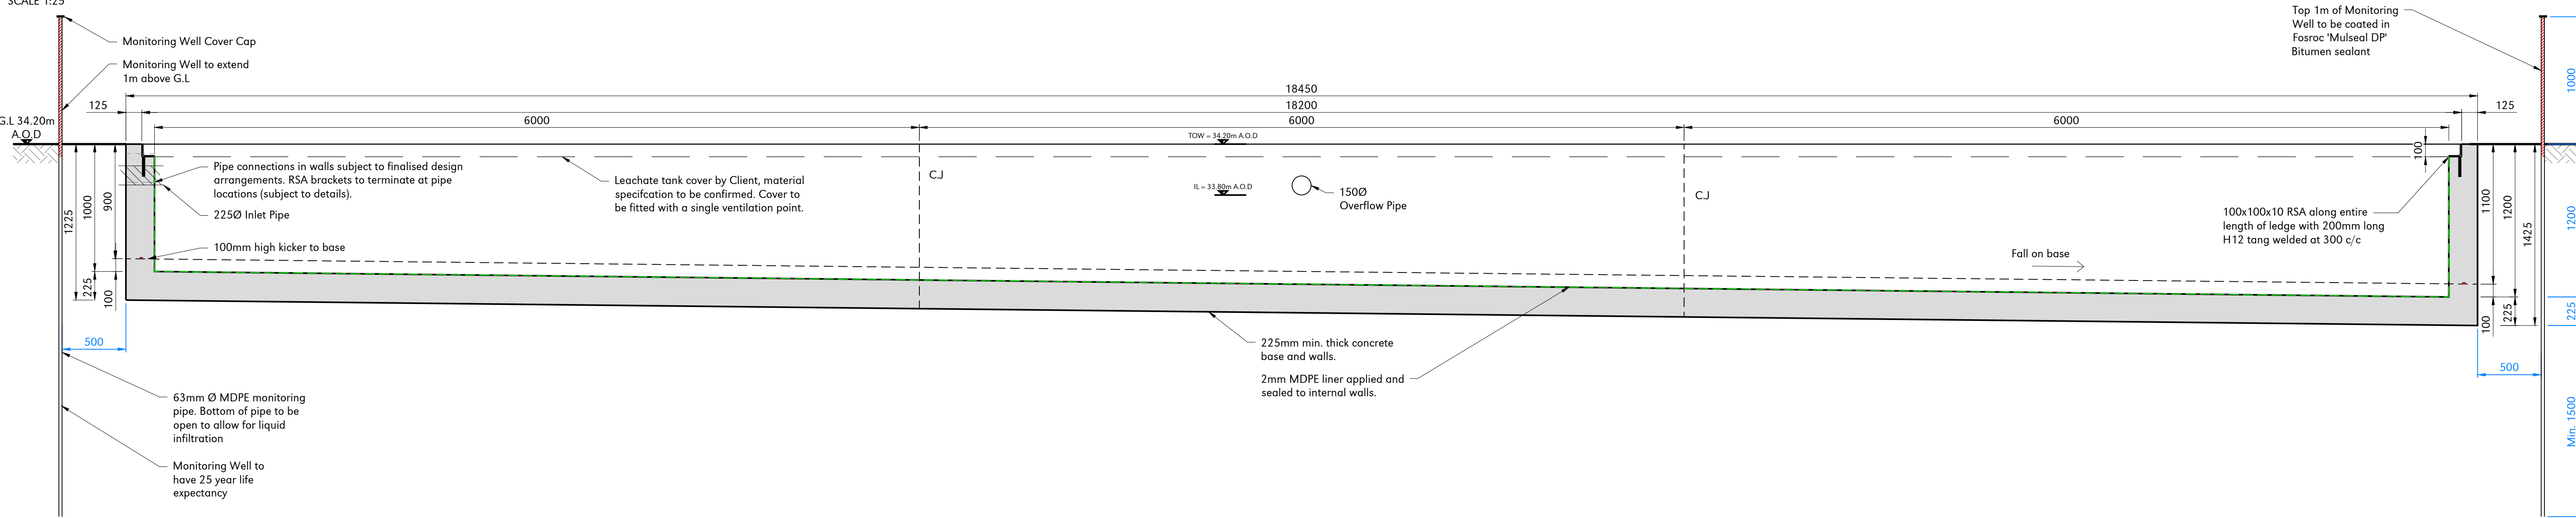 SCALE 1:25
Monitoring Well Cover Cap
Monitoring Well to extend
1m above G.L
G.L 34.20m
A.O.D
125
18450
18200
125
6000
6000
6000
TOW = 34.20m A.O.D
IL = 33.80m A.O.D
Top 1m of Monitoring
Well to be coated in
Fosroc 'Mulseal DP'
Bitumen sealant
1000
Pipe connections in walls subject to finalised design
arrangements. RSA brackets to terminate at pipe
locations (subject to details).
225Ø Inlet Pipe
100mm high kicker to base
Leachate tank cover by Client, material
specifcation to be confirmed. Cover to
be fitted with a single ventilation point.
C.J
150Ø
Overflow Pipe
C.J
100
100x100x10 RSA along entire
length of ledge with 200mm long
H12 tang welded at 300 c/c
Fall on base
1225
1000
900
225
100
1100
1200
1425
100
225
1200
225
500
500
225mm min. thick concrete
base and walls.
2mm MDPE liner applied and
sealed to internal walls.
63mm Ø MDPE monitoring
pipe. Bottom of pipe to be
open to allow for liquid
infiltration
Monitoring Well to
have 25 year life
expectancy
Min. 1500